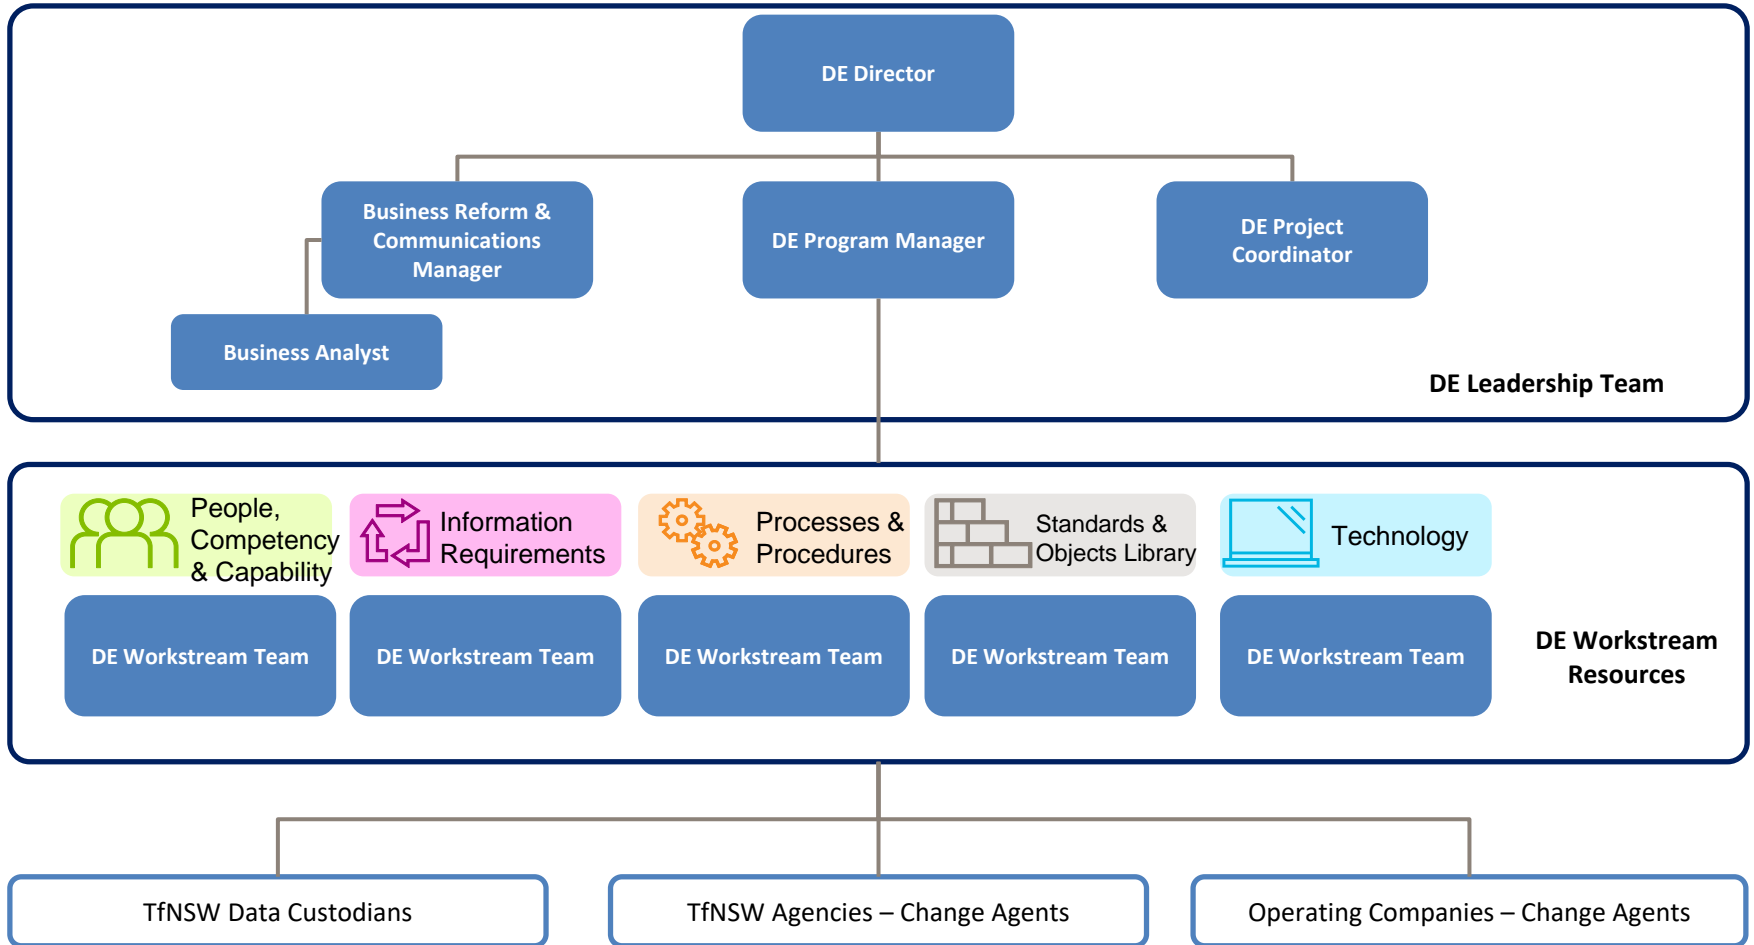 DE Director
Business Reform &
Communications
Manager
DE Program Manager
DE Project
Coordinator
Business Analyst
DE Leadership Team
People,
Competency
& Capability
Information
Requirements
Processes &
Procedures
Standards &
Objects Library
Technology
DE Workstream Team
DE Workstream Team
DE Workstream Team
DE Workstream Team
DE Workstream Team
DE Workstream
Resources
TfNSW Data Custodians
TfNSW Agencies – Change Agents
Operating Companies – Change Agents